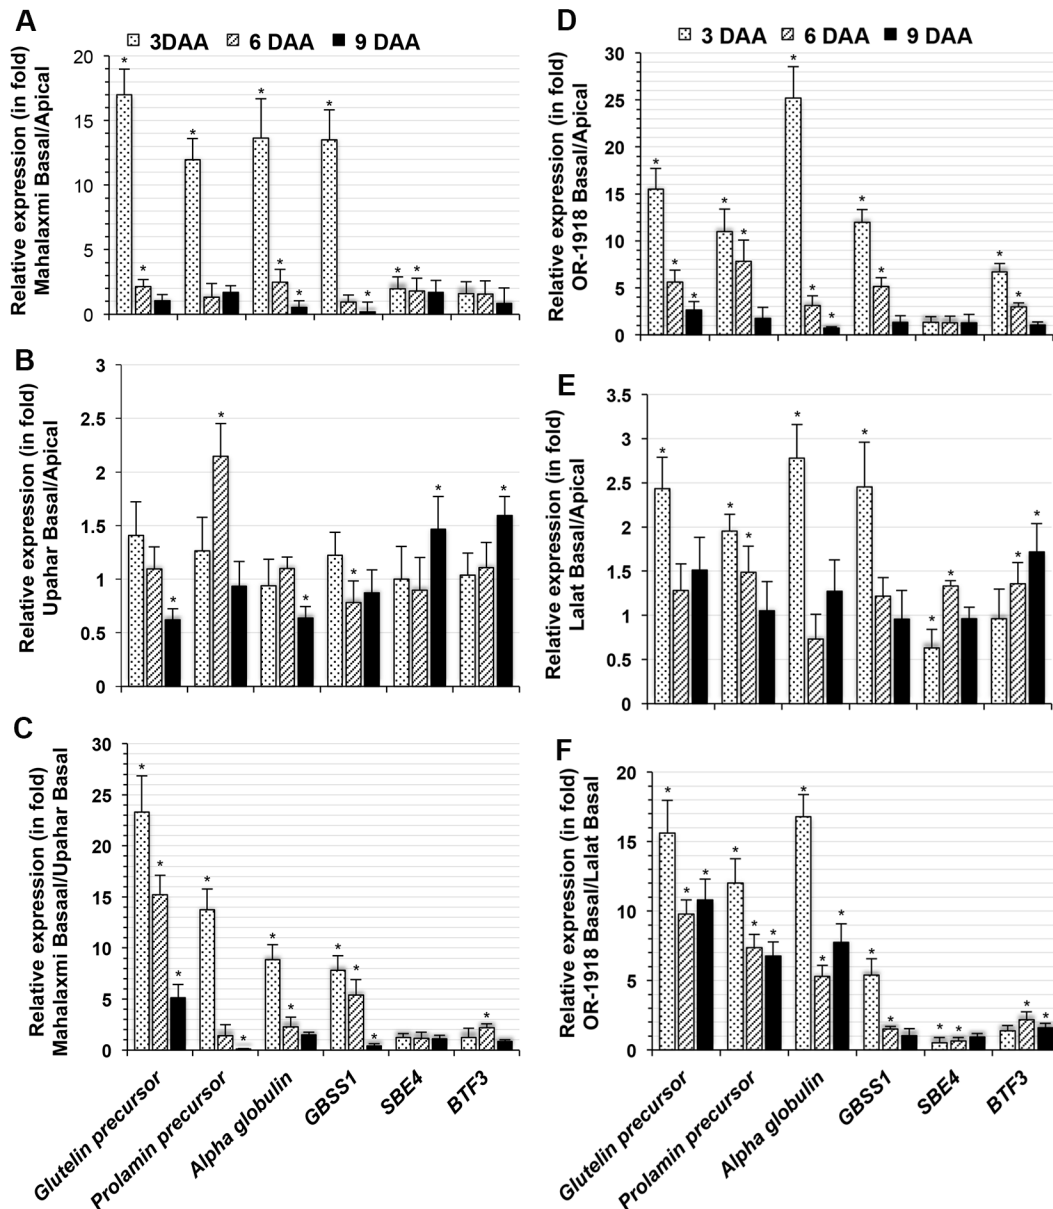 A
3DAA 6 DAA 9 DAA
Relative expression (in fold)
Mahalaxmi Basal/Apical
20
15
10
5
0
* * * * * * * * * *
B
Relative expression (in fold)
Upahar Basal/Apical
3
2.5
2
1.5
1
0.5
0
* * * * * *
C
Relative expression (in fold)
Mahalaxmi Basaal/Upahar Basal
30
25
20
15
10
5
0
* * * * * * * * * * *
Glutelin precursor
Prolamin precursor
Alpha globulin
GBSS1
SBE4
BTF3
D
3 DAA 6 DAA 9 DAA
Relative expression (in fold)
OR-1918 Basal/Apical
30
25
20
15
10
5
0
* * * * * * * * * * * *
E
Relative expression (in fold)
Lalat Basal/Apical
3.5
3
2.5
2
1.5
1
0.5
0
* * * * * * * * *
F
Relative expression (in fold)
OR-1918 Basal/Lalat Basal
20
15
10
5
0
* * * * * * * * * * * * * * *
Glutelin precursor
Prolamin precursor
Alpha globulin
GBSS1
SBE4
BTF3